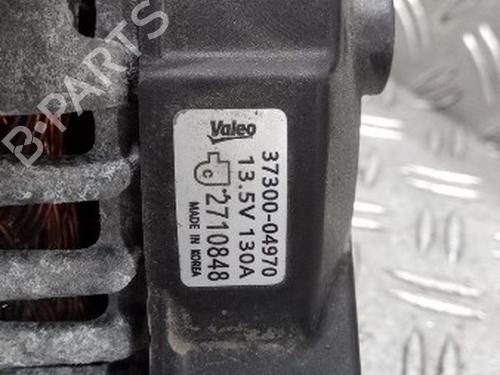 Valeo
37300-04970
13.5V 130A
C
2710848
MADE IN KOREA
B-PARTS